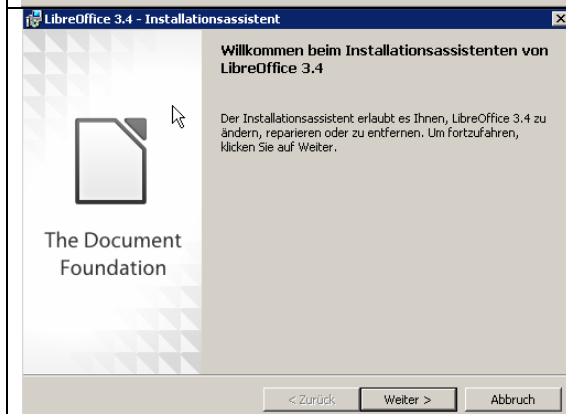 LibreOffice 3.4 - Installationsassistent
Willkommen beim Installationsassistenten von
LibreOffice 3.4
Der Installationsassistent erlaubt es Ihnen, LibreOffice 3.4 zu
ändern, reparieren oder zu entfernen. Um fortzufahren,
klicken Sie auf Weiter.
The Document
Foundation
< Zurück
Weiter >
Abbruch